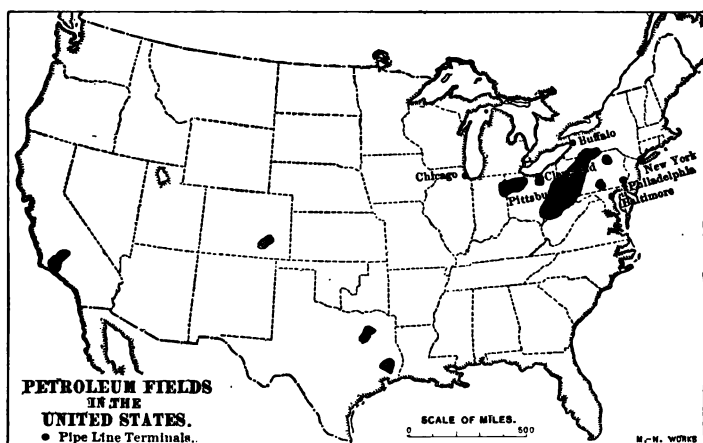 Buffalo
Chicago
New York
Philadelphia
Baltimore
PETROLEUM FIELDS
IN THE
UNITED STATES.
● Pipe Line Terminals.
SCALE OF MILES.
0 500
M.-N. WORKS